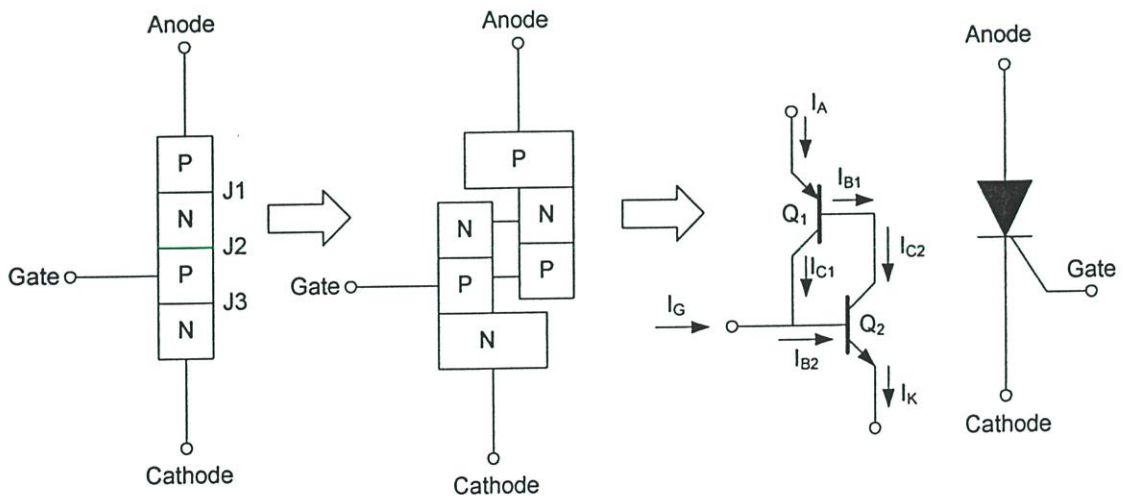 Anode
P
J1
N
J2
Gate
P
J3
N
Cathode
Anode
P
N
N
Gate
P
P
N
Cathode
I_A
I_B1
Q_1
I_C2
I_C1
I_G
Q_2
I_B2
I_K
Anode
Gate
Cathode